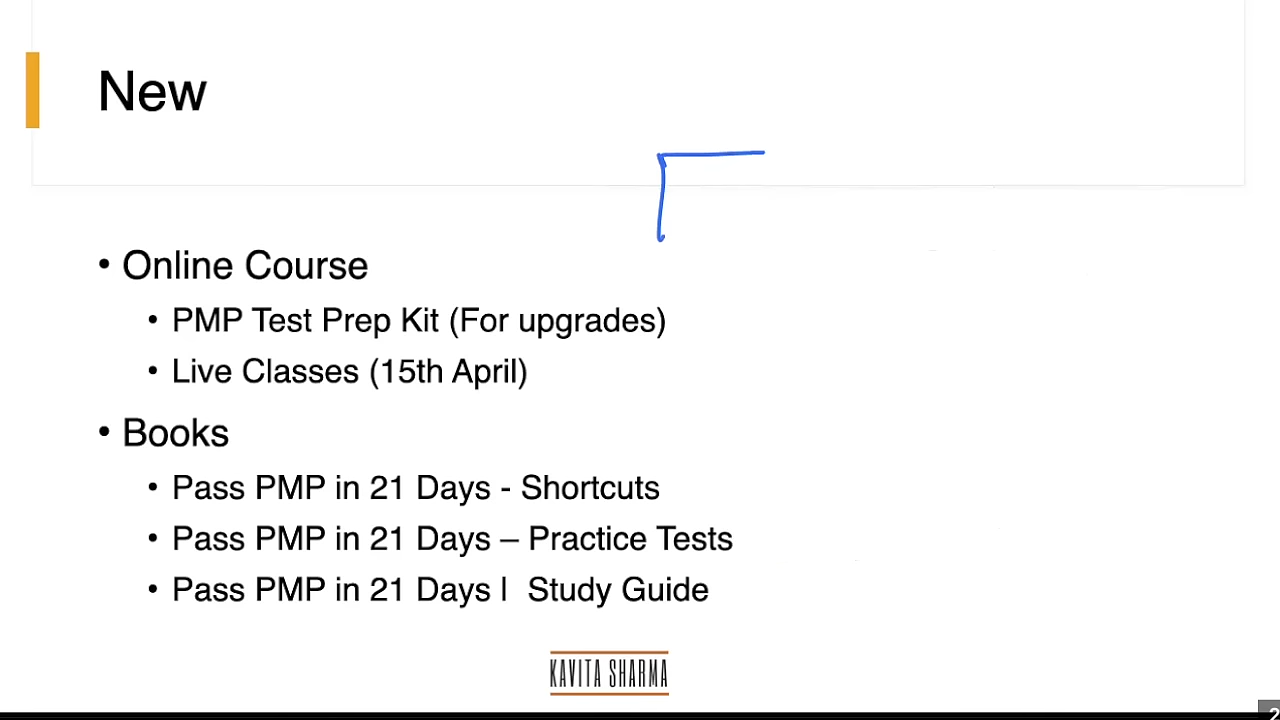 New
• Online Course
• PMP Test Prep Kit (For upgrades)
• Live Classes (15th April)
• Books
• Pass PMP in 21 Days - Shortcuts
• Pass PMP in 21 Days – Practice Tests
• Pass PMP in 21 Days | Study Guide
KAVITA SHARMA